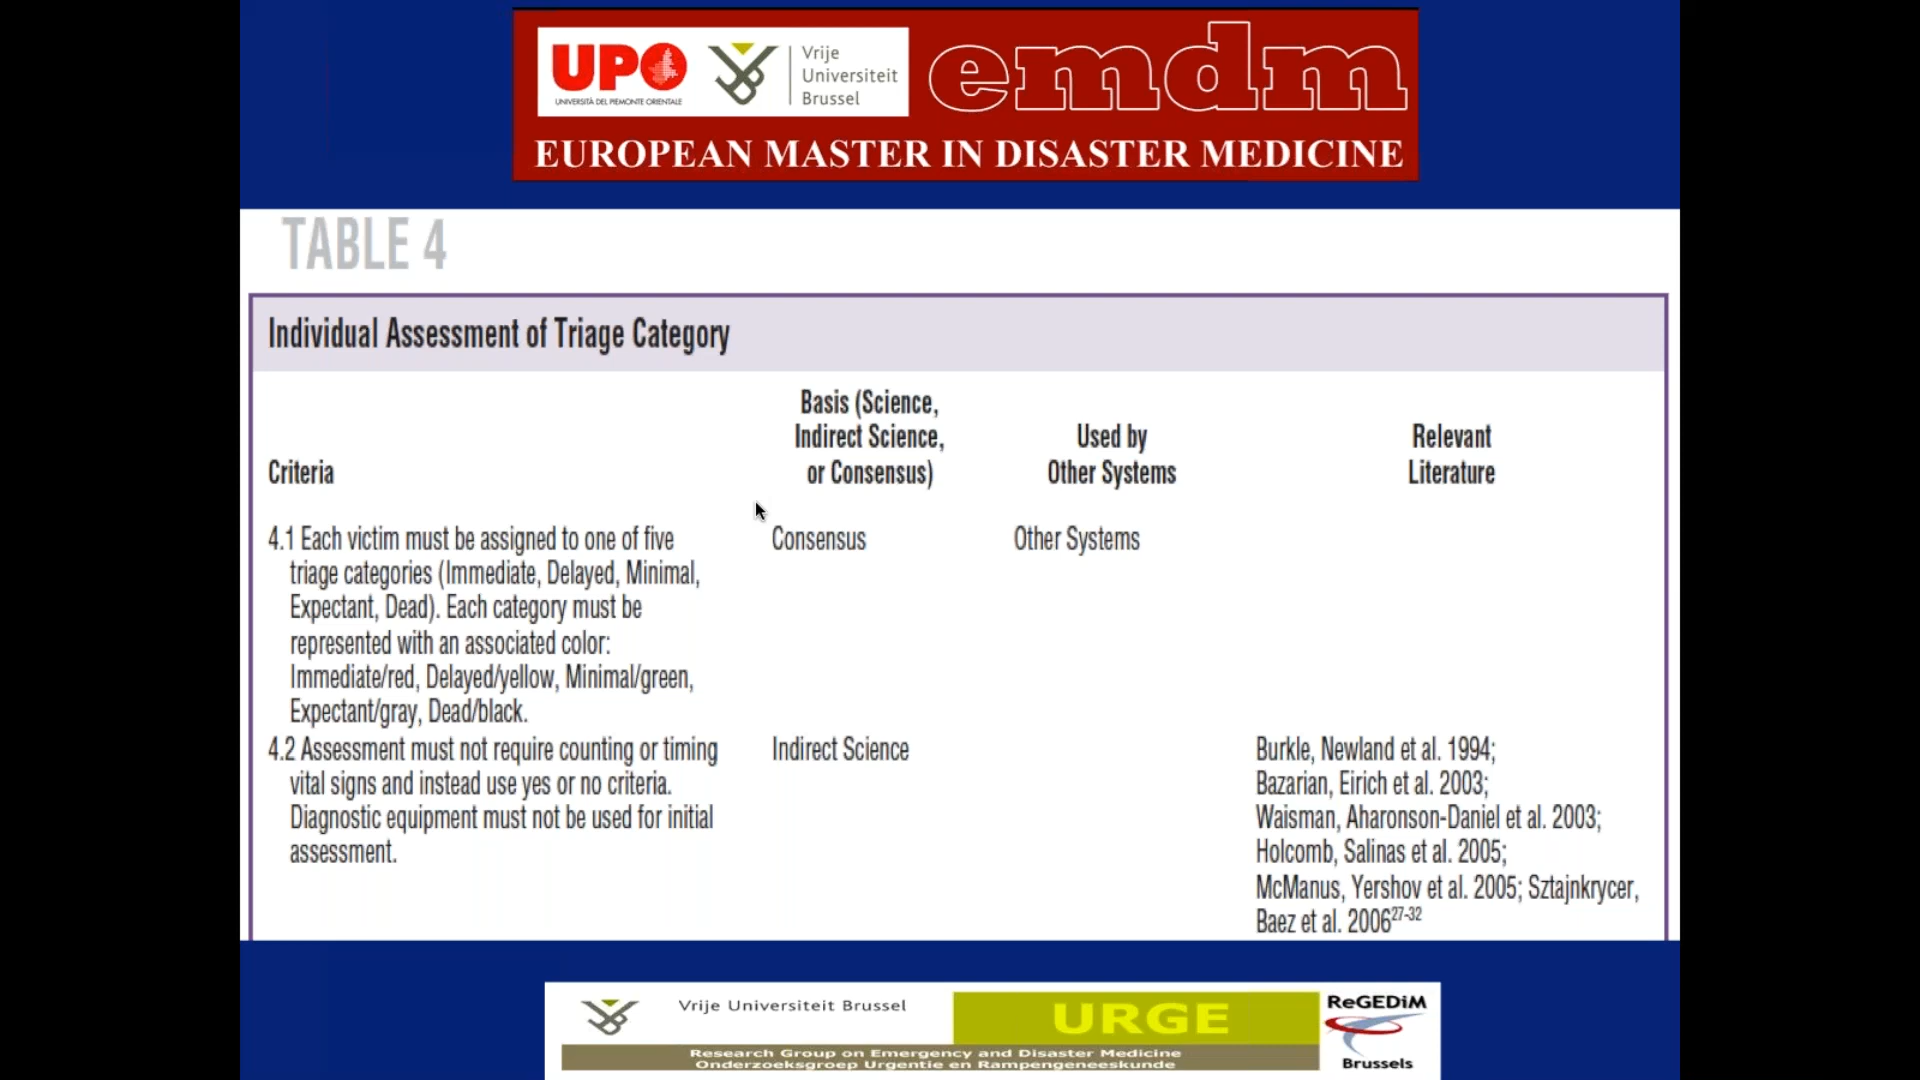 UPO
UNIVERSITÀ DEL PIEMONTE ORIENTALE
Vrije
Universiteit
Brussel
emdm
EUROPEAN MASTER IN DISASTER MEDICINE
TABLE 4
Individual Assessment of Triage Category
Criteria
Basis (Science,
Indirect Science,
or Consensus)
Used by
Other Systems
Relevant
Literature
4.1 Each victim must be assigned to one of five
triage categories (Immediate, Delayed, Minimal,
Expectant, Dead). Each category must be
represented with an associated color:
Immediate/red, Delayed/yellow, Minimal/green,
Expectant/gray, Dead/black.
Consensus
Other Systems
4.2 Assessment must not require counting or timing
vital signs and instead use yes or no criteria.
Diagnostic equipment must not be used for initial
assessment.
Indirect Science
Burkle, Newland et al. 1994;
Bazarian, Eirich et al. 2003;
Waisman, Aharonson-Daniel et al. 2003;
Holcomb, Salinas et al. 2005;
McManus, Yershov et al. 2005; Sztajnkrycer,
Baez et al. 200627-32
Vrije Universiteit Brussel
URGE
Research Group on Emergency and Disaster Medicine
Onderzoeksgroep Urgentie en Rampengeneeskunde
ReGEDiM
Brussels